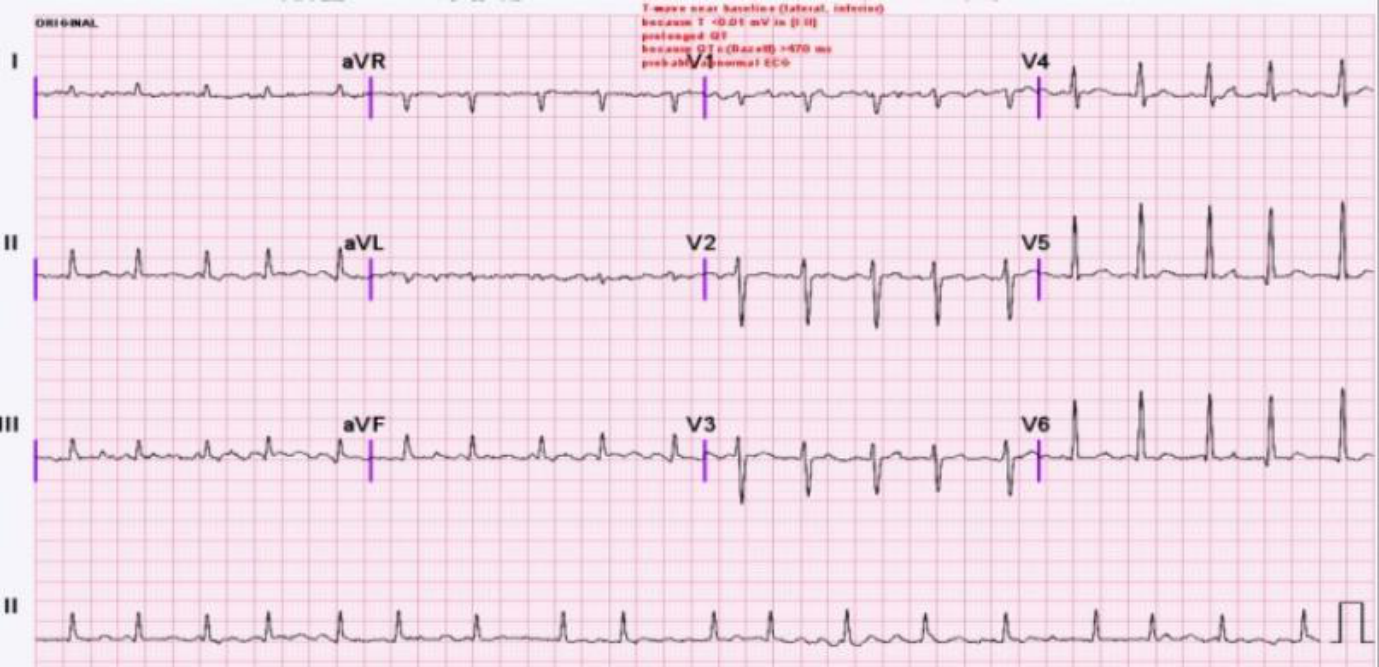 T-wave near baseline (lateral, inferior)
because T <0.01 mV in [I II]
prolonged QT
because QTc(Bazett) >470 ms
probably abnormal ECG
ORIGINAL
I aVR V1 V4
II aVL V2 V5
III aVF V3 V6
II